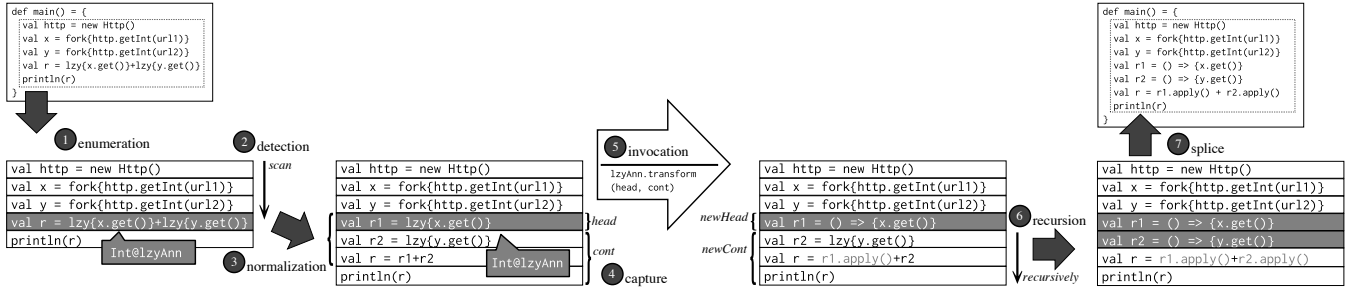 def main() = {
val http = new Http()
val x = fork{http.getInt(url1)}
val y = fork{http.getInt(url2)}
val r = lzy{x.get()}+lzy{y.get()}
println(r)
}
1 enumeration
2 detection
scan
val http = new Http()
val x = fork{http.getInt(url1)}
val y = fork{http.getInt(url2)}
val r = lzy{x.get()}+lzy{y.get()}
println(r)
Int@lzyAnn
3 normalization
val http = new Http()
val x = fork{http.getInt(url1)}
val y = fork{http.getInt(url2)}
val r1 = lzy{x.get()}
val r2 = lzy{y.get()}
val r = r1+r2
println(r)
Int@lzyAnn
head
cont
4 capture
5 invocation
lzyAnn.transform
(head, cont)
newHead
newCont
val http = new Http()
val x = fork{http.getInt(url1)}
val y = fork{http.getInt(url2)}
val r1 = () => {x.get()}
val r2 = lzy{y.get()}
val r = r1.apply()+r2
println(r)
6 recursion
recursively
val http = new Http()
val x = fork{http.getInt(url1)}
val y = fork{http.getInt(url2)}
val r1 = () => {x.get()}
val r2 = () => {y.get()}
val r = r1.apply()+r2.apply()
println(r)
7 splice
def main() = {
val http = new Http()
val x = fork{http.getInt(url1)}
val y = fork{http.getInt(url2)}
val r1 = () => {x.get()}
val r2 = () => {y.get()}
val r = r1.apply() + r2.apply()
println(r)
}